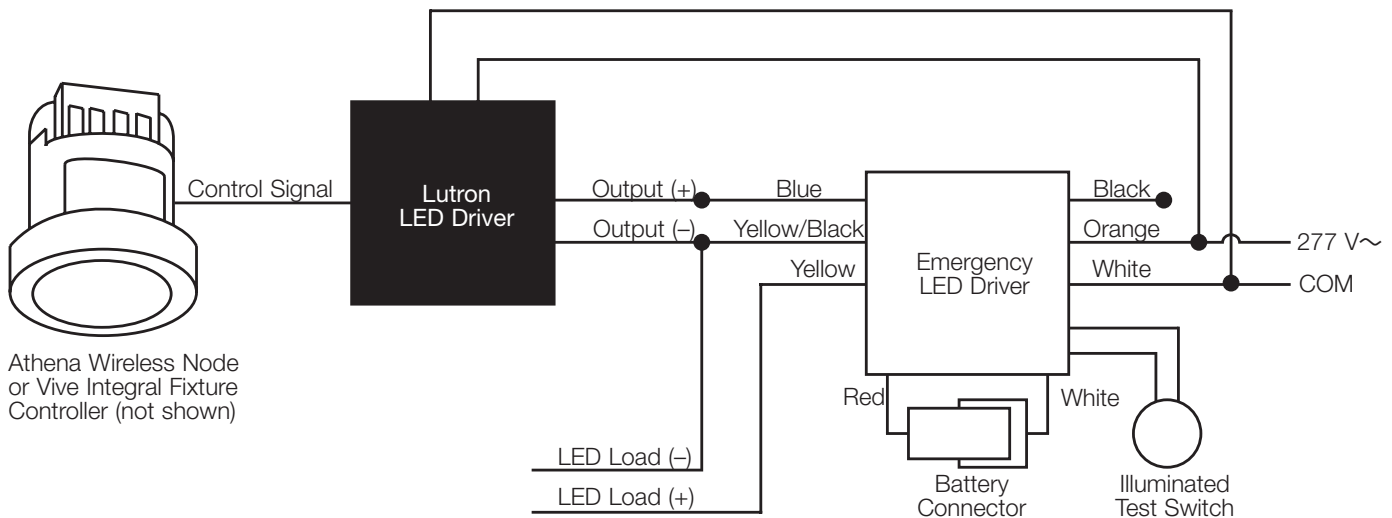 Control Signal
Lutron
LED Driver
Output (+)
Blue
Output (–)
Yellow/Black
Yellow
Emergency
LED Driver
Black
Orange
277 V~
White
COM
Athena Wireless Node
or Vive Integral Fixture
Controller (not shown)
Red
White
LED Load (–)
LED Load (+)
Battery
Connector
Illuminated
Test Switch